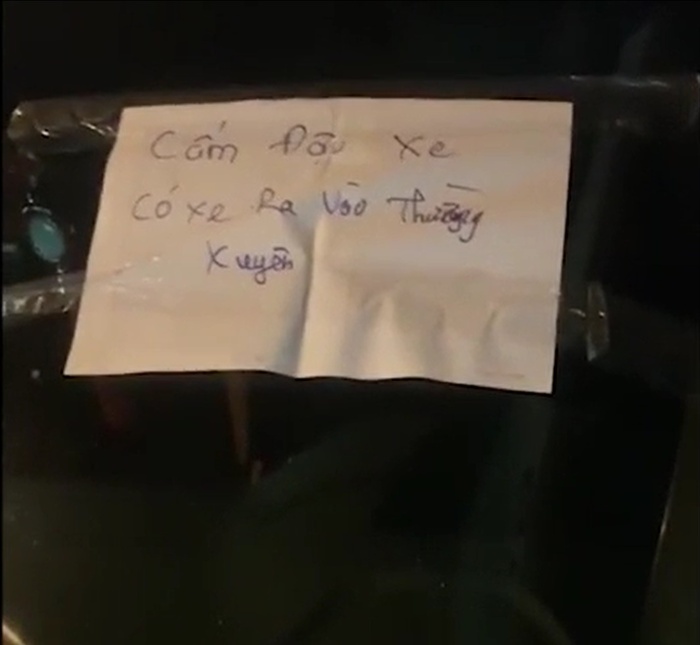 Cấm Đậu xe
Có xe Ra Vào Thường
Xuyên